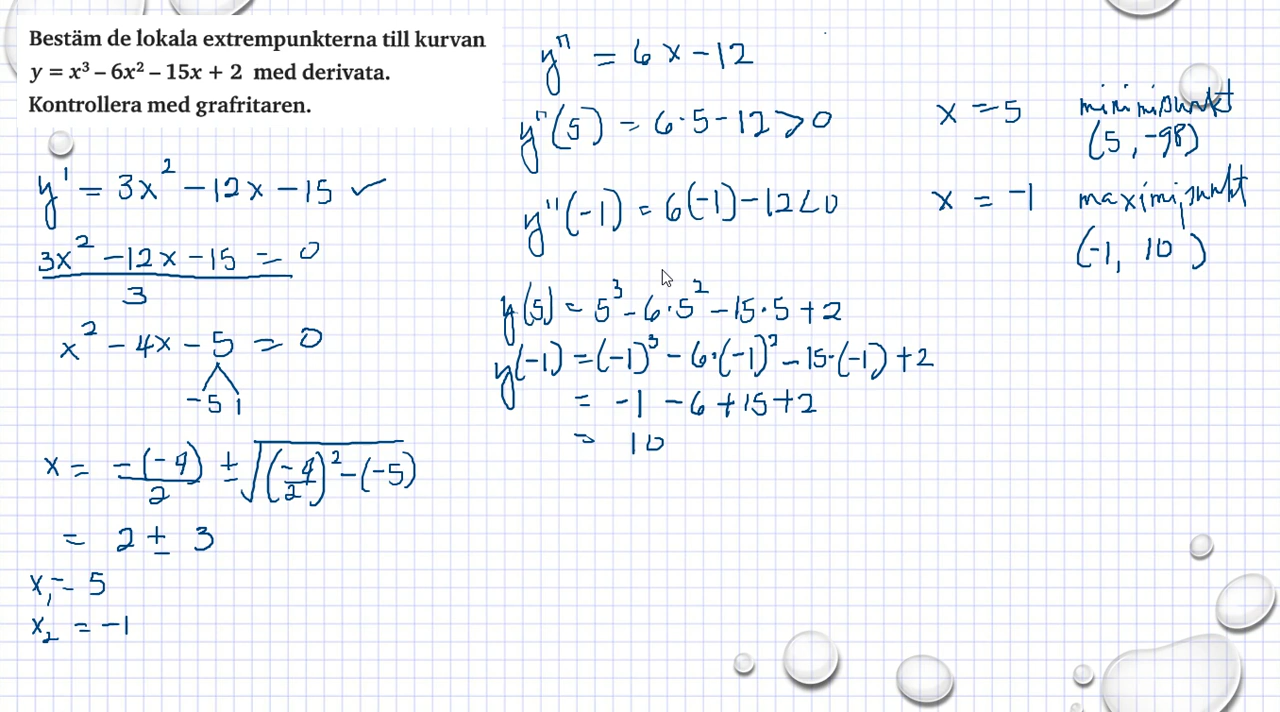 Bestäm de lokala extrempunkterna till kurvan
y = x³ – 6x² – 15x + 2 med derivata.
Kontrollera med grafritaren.
y' = 3x² – 12x – 15 ✓
3x² – 12x – 15 = 0
3
x² – 4x – 5 = 0
–5 1
x = –(–4)/2 ± √((–4/2)² – (–5))
= 2 ± 3
x₁ = 5
x₂ = –1
y" = 6x – 12
y"(5) = 6·5 – 12 > 0
y"(–1) = 6(–1) – 12 < 0
y(5) = 5³ – 6·5² – 15·5 + 2
y(–1) = (–1)³ – 6·(–1)² – 15·(–1) + 2
= –1 – 6 + 15 + 2
= 10
x = 5 minimipunkt
(5, –98)
x = –1 maximipunkt
(–1, 10)